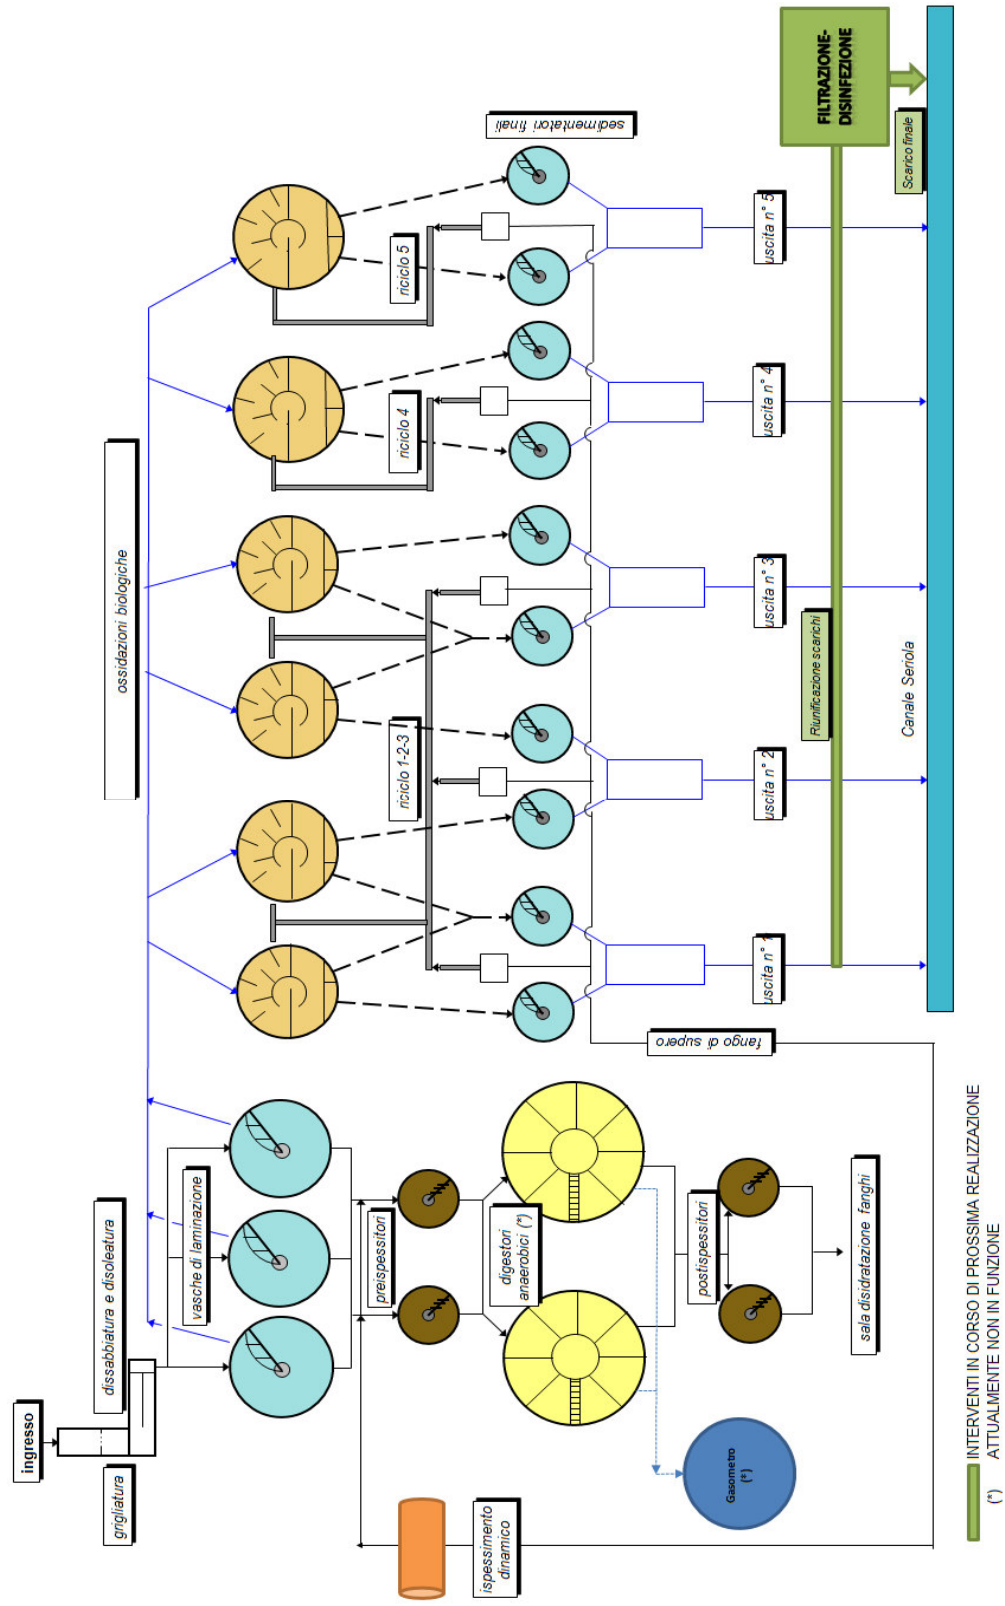 ingresso
grigliatura
dissabbiatura e disoleatura
vasche di laminazione
ossidazioni biologiche
preispessitori
ispessimento
dinamico
digestori
anaerobici (*)
Gasometro
(*)
postispessitori
sala disidratazione fanghi
fango di supero
riciclo 1-2-3
riciclo 4
riciclo 5
sedimentatori finali
uscita n° 1
uscita n° 2
uscita n° 3
uscita n° 4
uscita n° 5
Riunificazione scarichi
FILTRAZIONE-
DISINFEZIONE
Scarico finale
Canale Seriola
INTERVENTI IN CORSO DI PROSSIMA REALIZZAZIONE
(*) ATTUALMENTE NON IN FUNZIONE